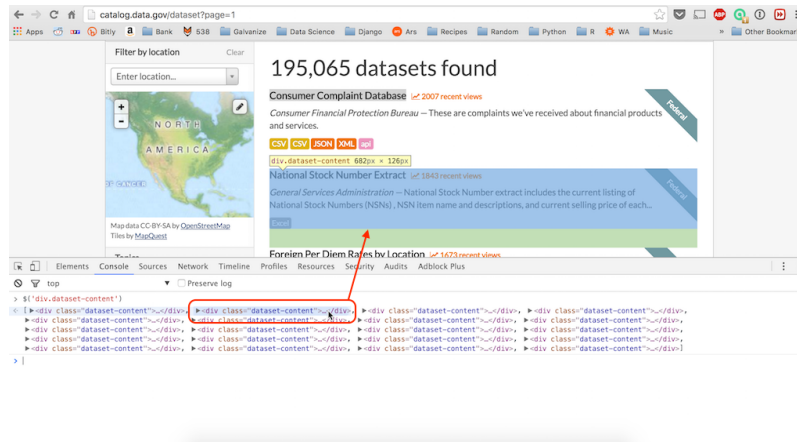 catalog.data.gov/dataset?page=1
Apps Bitly Bank 538 Galvanize Data Science Django Ars Recipes Random Python R WA Music » Other Bookmar
Filter by location Clear
Enter location...
+
-
NORTH
AMERICA
Map data CC-BY-SA by OpenStreetMap
Tiles by MapQuest
Topics
195,065 datasets found
Consumer Complaint Database 2007 recent views
Federal
Consumer Financial Protection Bureau — These are complaints we've received about financial products
and services.
CSV CSV JSON XML api
div.dataset-content 682px × 126px
National Stock Number Extract 1843 recent views
Federal
General Services Administration — National Stock Number extract includes the current listing of
National Stock Numbers (NSNs) , NSN item name and descriptions, and current selling price of each...
Excel
Foreign Per Diem Rates by Location 1673 recent views
Elements Console Sources Network Timeline Profiles Resources Security Audits Adblock Plus
top ▼ Preserve log
> $('div.dataset-content')
[▶<div class="dataset-content">…</div>, ▶<div class="dataset-content">…</div>, ▶<div class="dataset-content">…</div>, ▶<div class="dataset-content">…</div>,
▶<div class="dataset-content">…</div>, ▶<div class="dataset-content">…</div>, ▶<div class="dataset-content">…</div>, ▶<div class="dataset-content">…</div>,
▶<div class="dataset-content">…</div>, ▶<div class="dataset-content">…</div>, ▶<div class="dataset-content">…</div>, ▶<div class="dataset-content">…</div>,
▶<div class="dataset-content">…</div>, ▶<div class="dataset-content">…</div>, ▶<div class="dataset-content">…</div>, ▶<div class="dataset-content">…</div>,
▶<div class="dataset-content">…</div>, ▶<div class="dataset-content">…</div>, ▶<div class="dataset-content">…</div>, ▶<div class="dataset-content">…</div>]
>